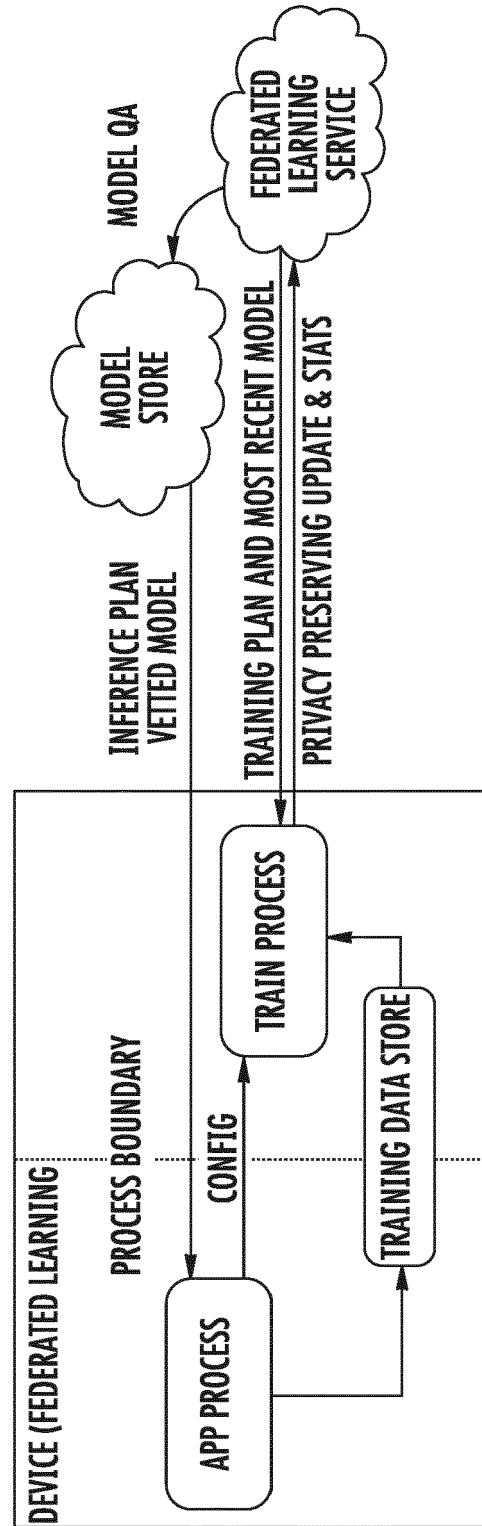 DEVICE (FEDERATED LEARNING
PROCESS BOUNDARY
APP PROCESS
CONFIG
TRAIN PROCESS
TRAINING DATA STORE
INFERENCE PLAN
VETTED MODEL
TRAINING PLAN AND MOST RECENT MODEL
PRIVACY PRESERVING UPDATE & STATS
MODEL
STORE
MODEL QA
FEDERATED
LEARNING
SERVICE